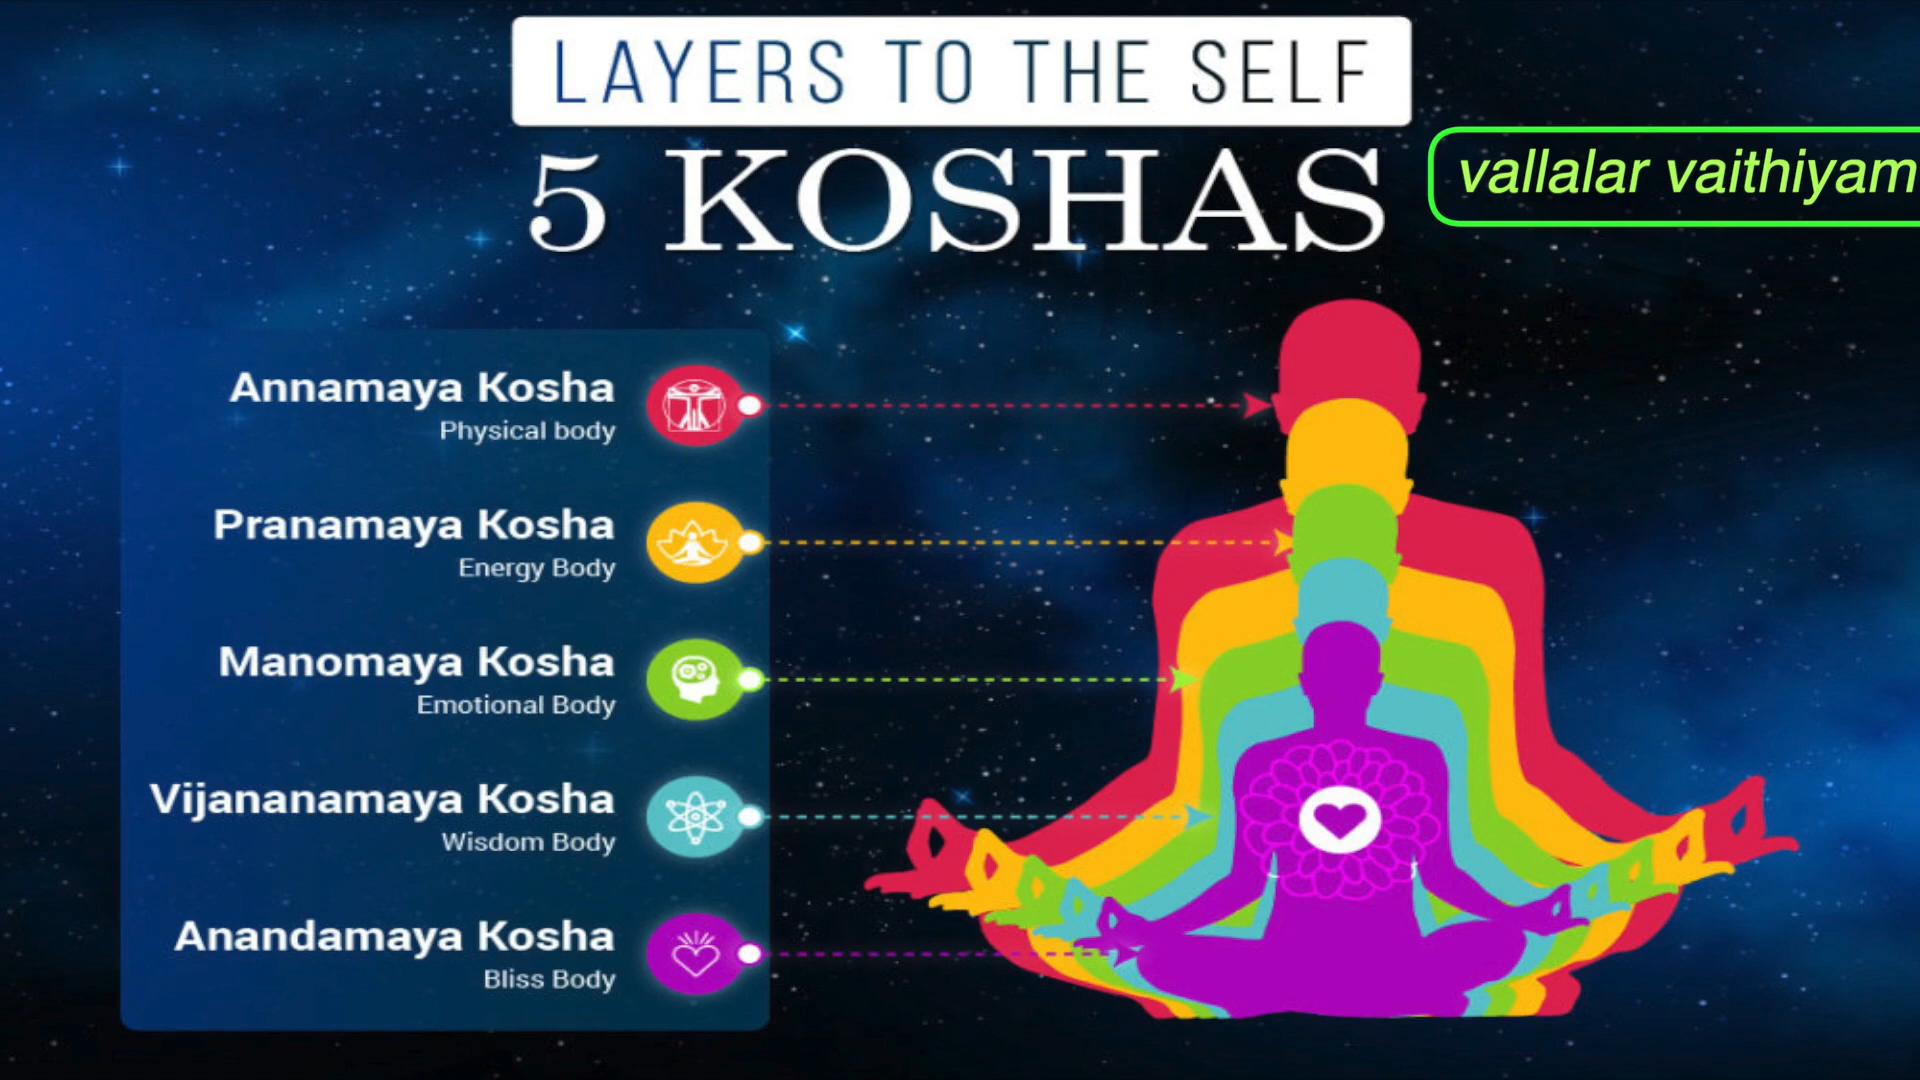 LAYERS TO THE SELF
5 KOSHAS
vallalar vaithiyam
Annamaya Kosha
Physical body
Pranamaya Kosha
Energy Body
Manomaya Kosha
Emotional Body
Vijananamaya Kosha
Wisdom Body
Anandamaya Kosha
Bliss Body